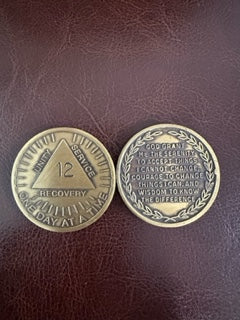 UNITY
SERVICE
12
RECOVERY
ONE DAY AT A TIME
GOD GRANT
ME THE SERENITY
TO ACCEPT THINGS
I CANNOT CHANGE
COURAGE TO CHANGE
THINGS I CAN, AND
WISDOM TO KNOW
THE DIFFERENCE